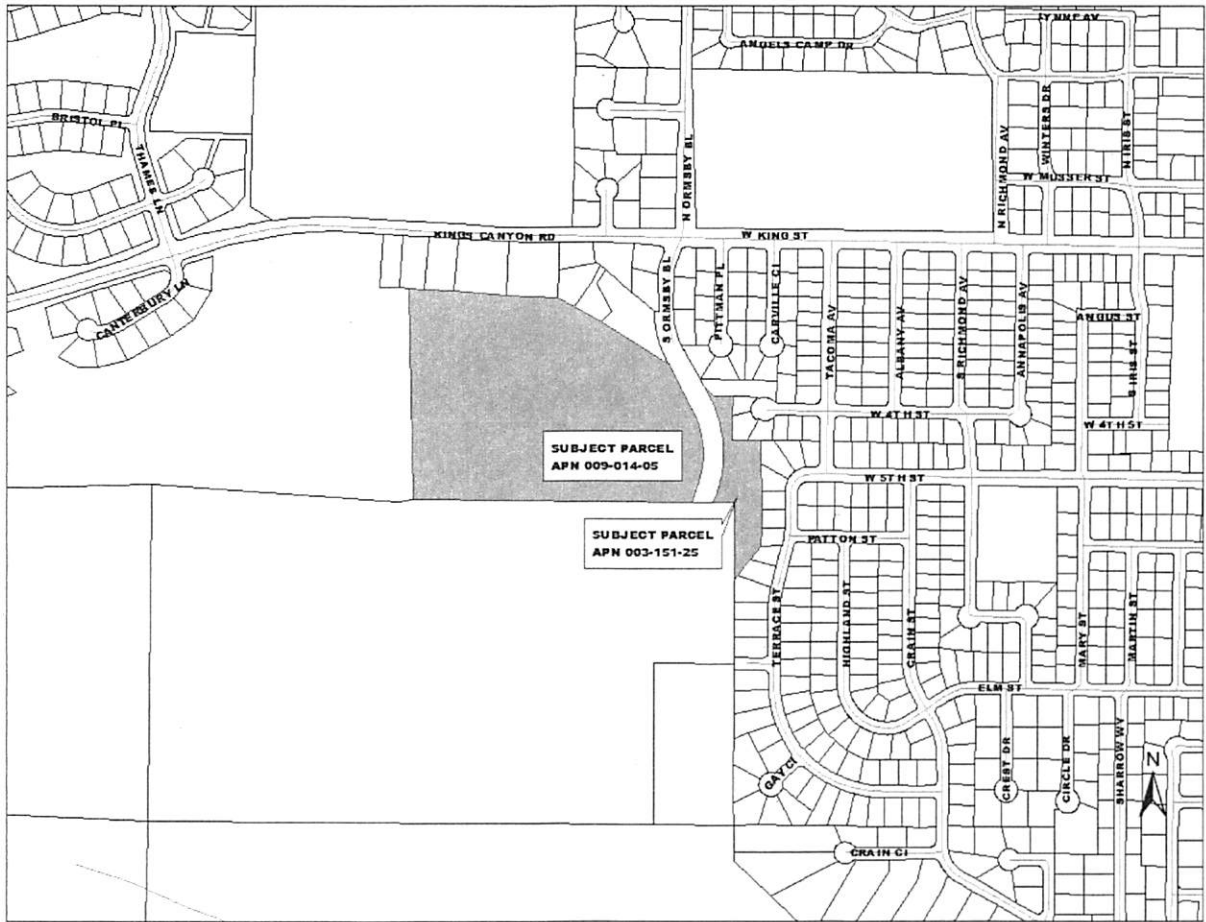 LYNNE AV
ANGELS CAMP DR
BRISTOL PL
THAMES LN
N ORMSBY BL
N RICHMOND AV
WINTERS DR
N IRIS ST
W MUSSER ST
KINGS CANYON RD
W KING ST
CANTERBURY LN
S ORMSBY BL
PITTMAN PL
CARVILLE CI
TACOMA AV
ALBANY AV
S RICHMOND AV
ANNAPOLIS AV
ANGUS ST
S IRIS ST
W 4TH ST
W 4TH ST
SUBJECT PARCEL
APN 009-014-05
W 5TH ST
SUBJECT PARCEL
APN 003-151-25
PATTON ST
TERRACE ST
HIGHLAND ST
CRAIN ST
MARY ST
MARTIN ST
ELM ST
GAY CI
CREST DR
CIRCLE DR
SHARROW WY
N
CRAIN CI